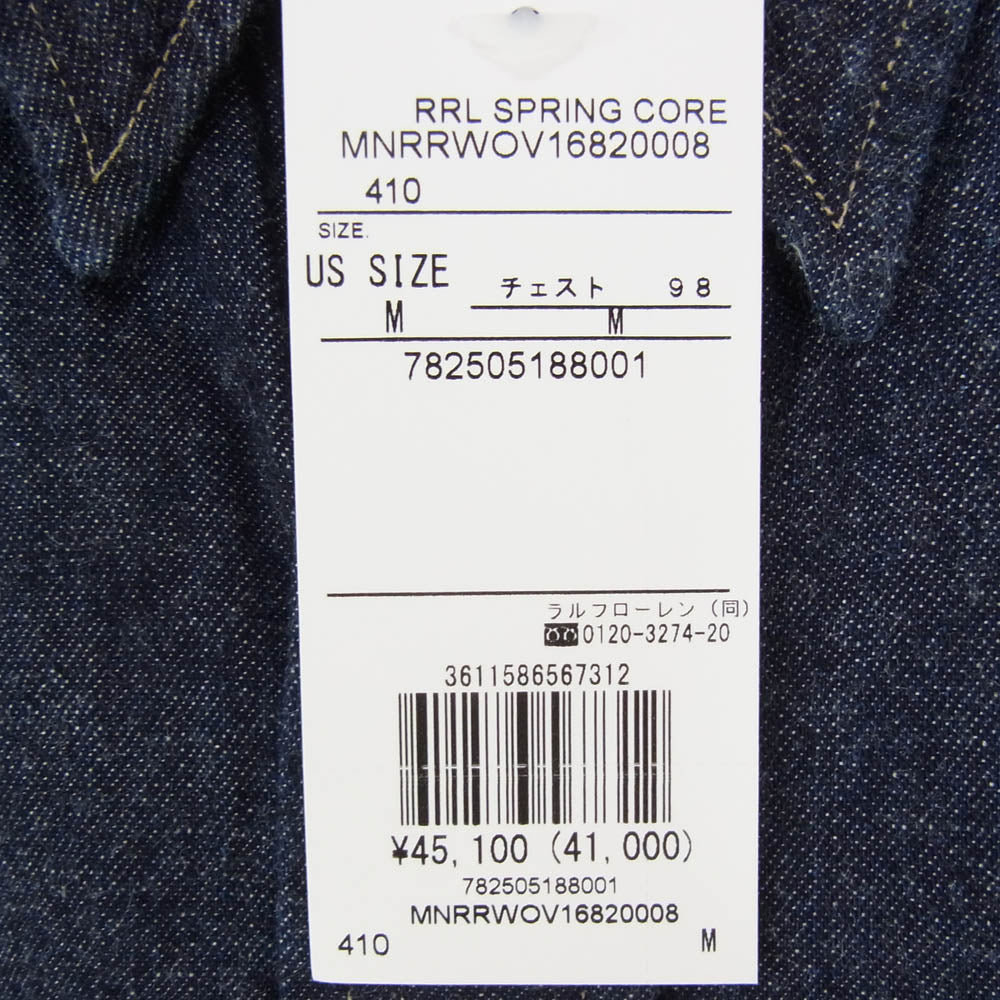 RRL SPRING CORE
MNRRWOV16820008
410
SIZE.
US SIZE
チェスト 98
M M
782505188001
ラルフローレン(同)
0120-3274-20
3611586567312
¥45,100 (41,000)
782505188001
MNRRWOV16820008
410 M